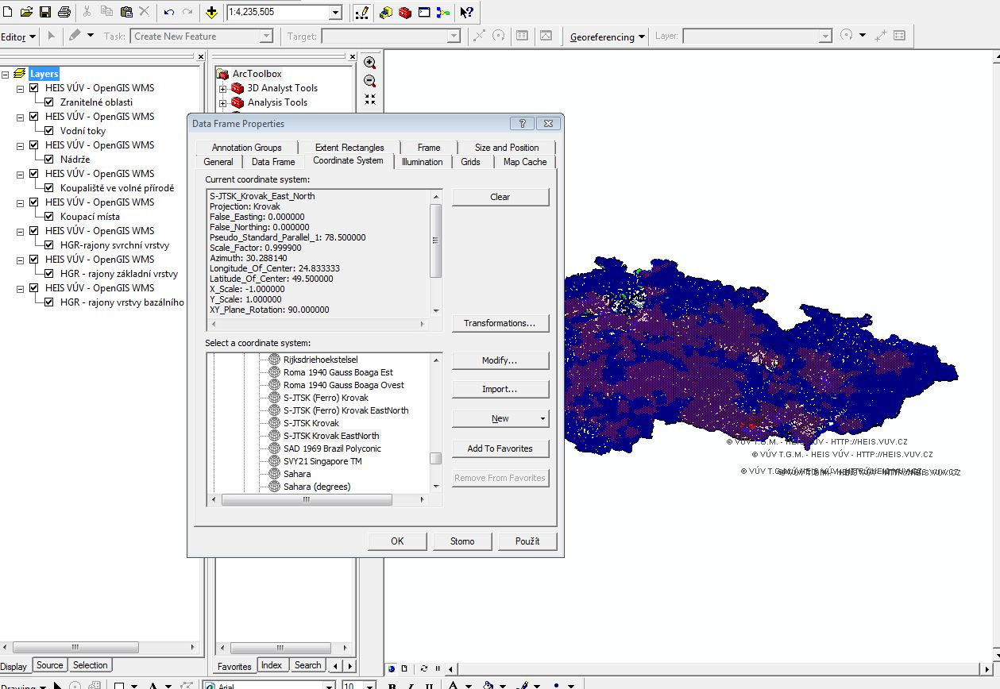 1:4,235,505
Editor
Task:
Create New Feature
Target:
Georeferencing
Layer:
Layers
HEIS VÚV - OpenGIS WMS
Zranitelné oblasti
HEIS VÚV - OpenGIS WMS
Vodní toky
HEIS VÚV - OpenGIS WMS
Nádrže
HEIS VÚV - OpenGIS WMS
Koupaliště ve volné přírodě
HEIS VÚV - OpenGIS WMS
Koupací místa
HEIS VÚV - OpenGIS WMS
HGR-rajony svrchní vrstvy
HEIS VÚV - OpenGIS WMS
HGR - rajony základní vrstvy
HEIS VÚV - OpenGIS WMS
HGR - rajony vrstvy bazálního
Display
Source
Selection
ArcToolbox
3D Analyst Tools
Analysis Tools
Favorites
Index
Search
Data Frame Properties
Annotation Groups
Extent Rectangles
Frame
Size and Position
General
Data Frame
Coordinate System
Illumination
Grids
Map Cache
Current coordinate system:
S-JTSK_Krovak_East_North
Projection: Krovak
False_Easting: 0.000000
False_Northing: 0.000000
Pseudo_Standard_Parallel_1: 78.500000
Scale_Factor: 0.999900
Azimuth: 30.288140
Longitude_Of_Center: 24.833333
Latitude_Of_Center: 49.500000
X_Scale: -1.000000
Y_Scale: 1.000000
XY_Plane_Rotation: 90.000000
Clear
Transformations...
Select a coordinate system:
Rijksdriehoekstelsel
Roma 1940 Gauss Boaga Est
Roma 1940 Gauss Boaga Ovest
S-JTSK (Ferro) Krovak
S-JTSK (Ferro) Krovak EastNorth
S-JTSK Krovak
S-JTSK Krovak EastNorth
SAD 1969 Brazil Polyconic
SVY21 Singapore TM
Sahara
Sahara (degrees)
Modify...
Import...
New
Add To Favorites
Remove From Favorites
OK
Storno
Použít
© VÚV T.G.M. - HEIS VÚV - HTTP://HEIS.VUV.CZ
© VÚV T.G.M. - HEIS VÚV - HTTP://HEIS.VUV.CZ
Drawing
Arial
10
B I U A